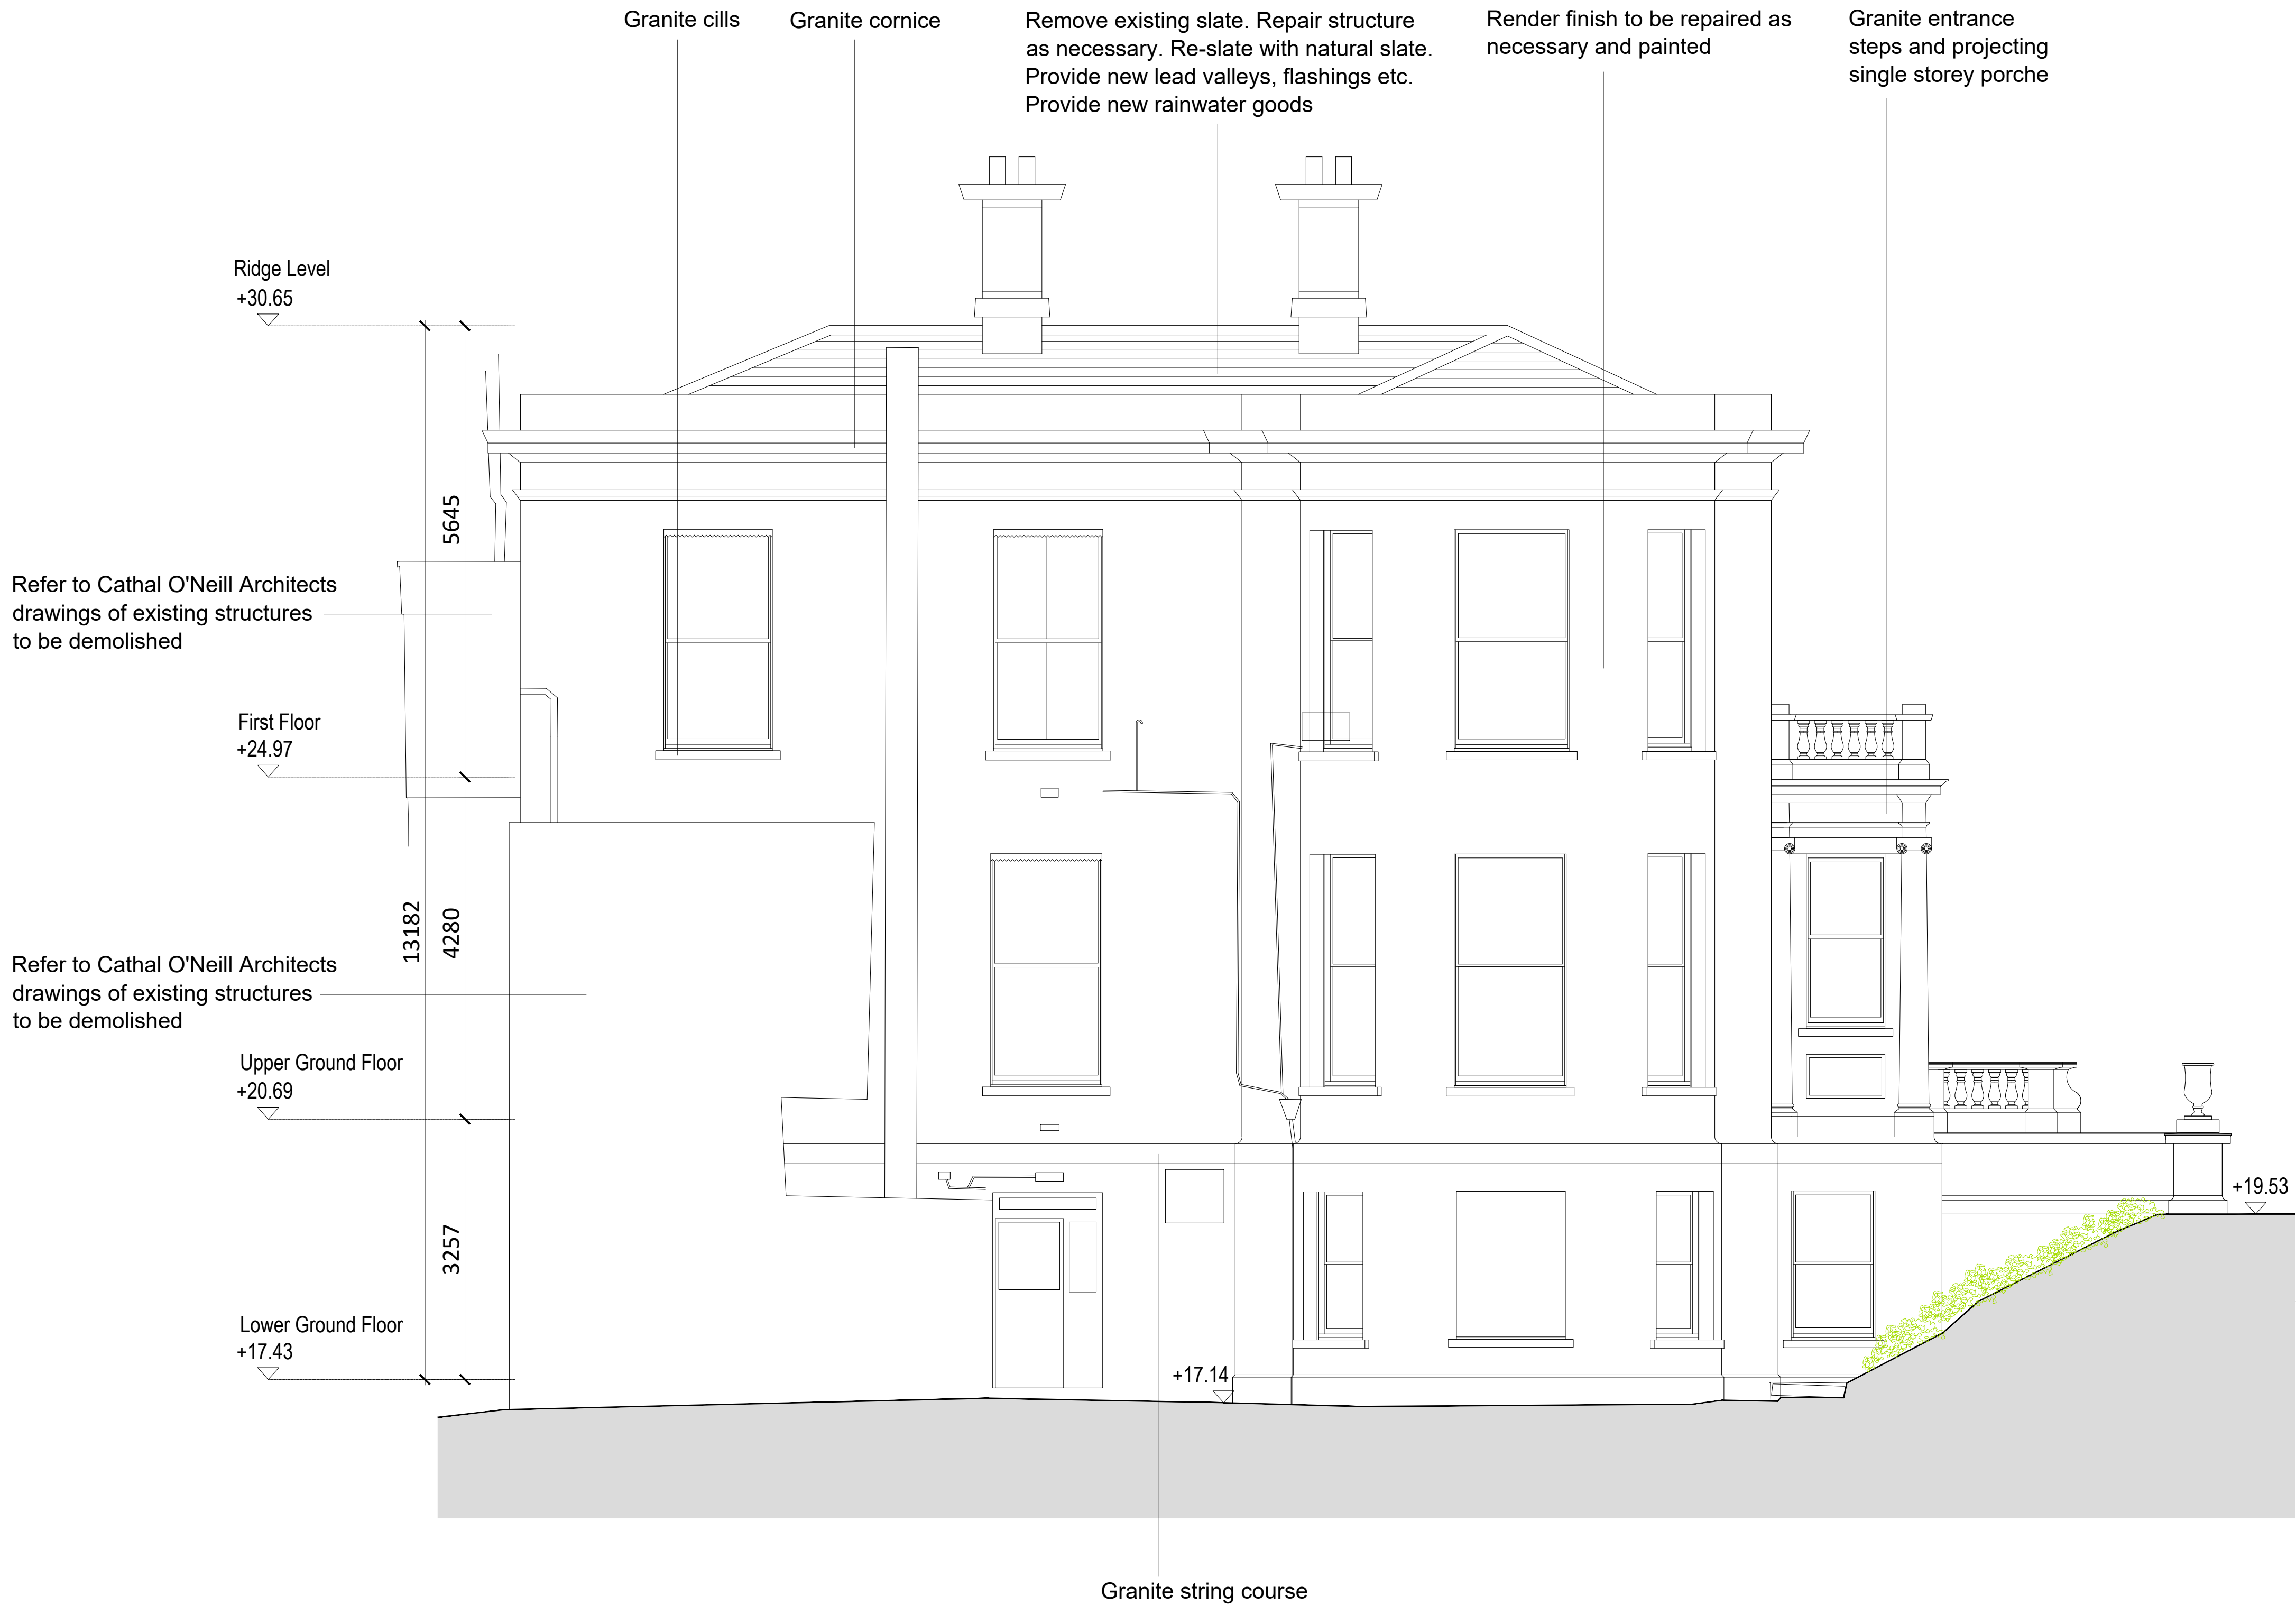 Granite cills
Granite cornice
Remove existing slate. Repair structure
as necessary. Re-slate with natural slate.
Provide new lead valleys, flashings etc.
Provide new rainwater goods
Render finish to be repaired as
necessary and painted
Granite entrance
steps and projecting
single storey porche
Ridge Level
+30.65
5645
Refer to Cathal O'Neill Architects
drawings of existing structures
to be demolished
First Floor
+24.97
13182
4280
Refer to Cathal O'Neill Architects
drawings of existing structures
to be demolished
Upper Ground Floor
+20.69
+19.53
3257
Lower Ground Floor
+17.43
+17.14
Granite string course